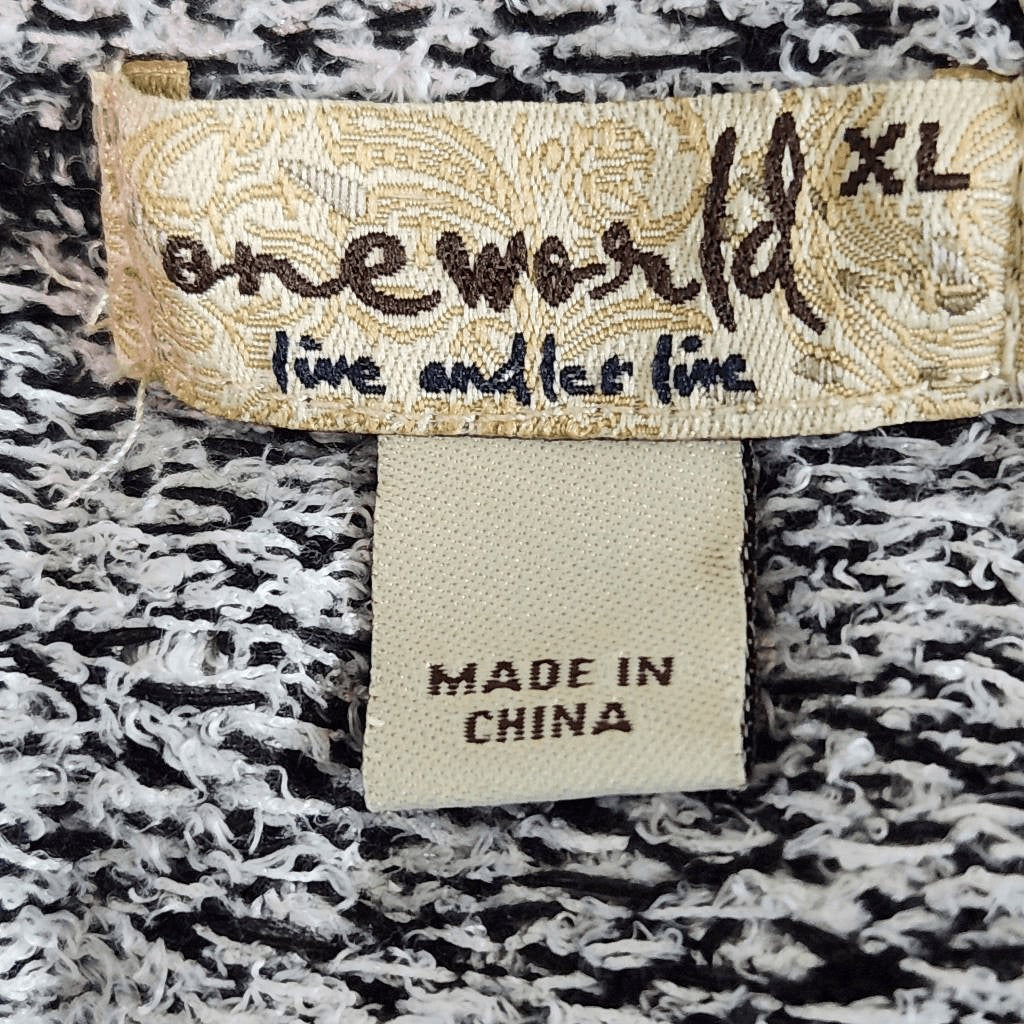 one world XL
live and let live
MADE IN
CHINA